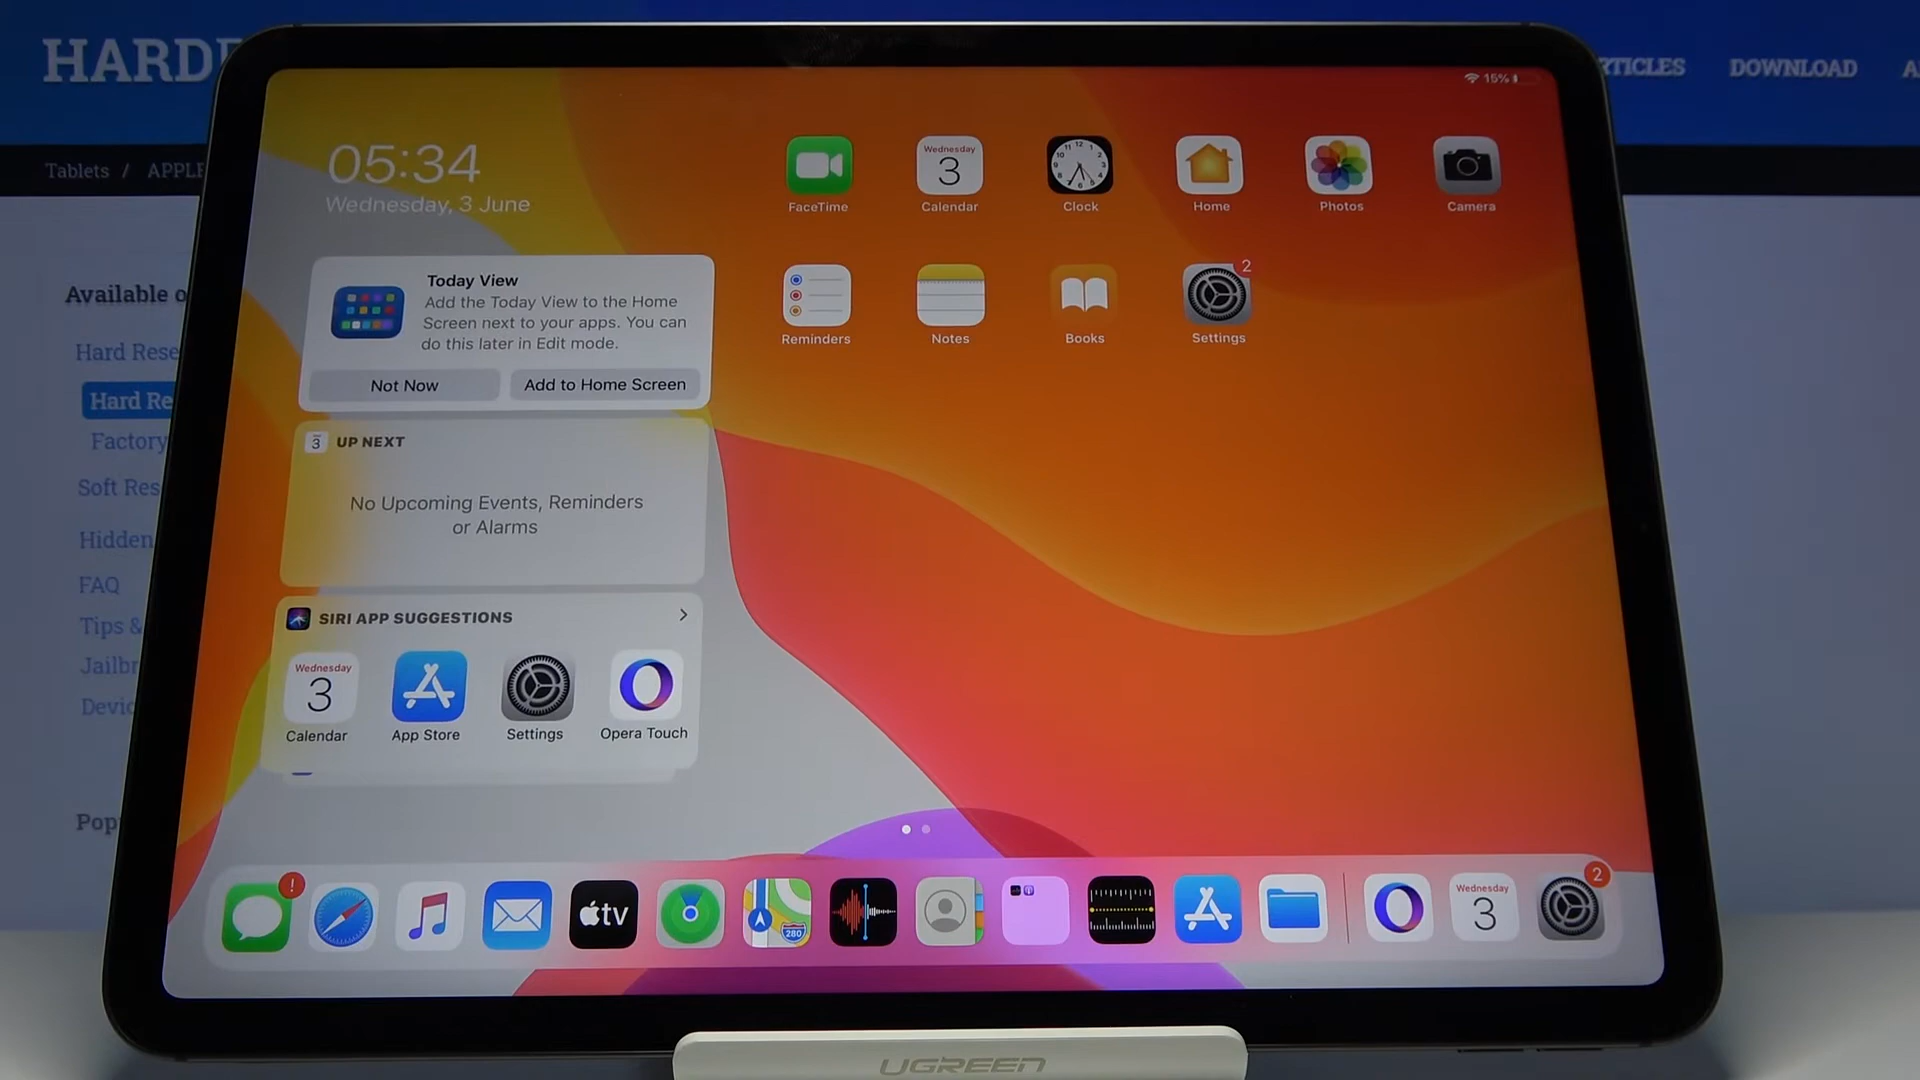 HARD
RTICLES
DOWNLOAD
Tablets / APPLE
Available o
Hard Rese
Hard Re
Factory
Soft Res
Hidden
FAQ
Tips &
Jailbr
Devic
Pop
15%
05:34
Wednesday, 3 June
FaceTime
Wednesday
3
Calendar
Clock
Home
Photos
Camera
Reminders
Notes
Books
2
Settings
Today View
Add the Today View to the Home
Screen next to your apps. You can
do this later in Edit mode.
Not Now
Add to Home Screen
3
UP NEXT
No Upcoming Events, Reminders
or Alarms
SIRI APP SUGGESTIONS
Wednesday
3
Calendar
App Store
Settings
Opera Touch
!
tv
280
Wednesday
3
2
UGREEN